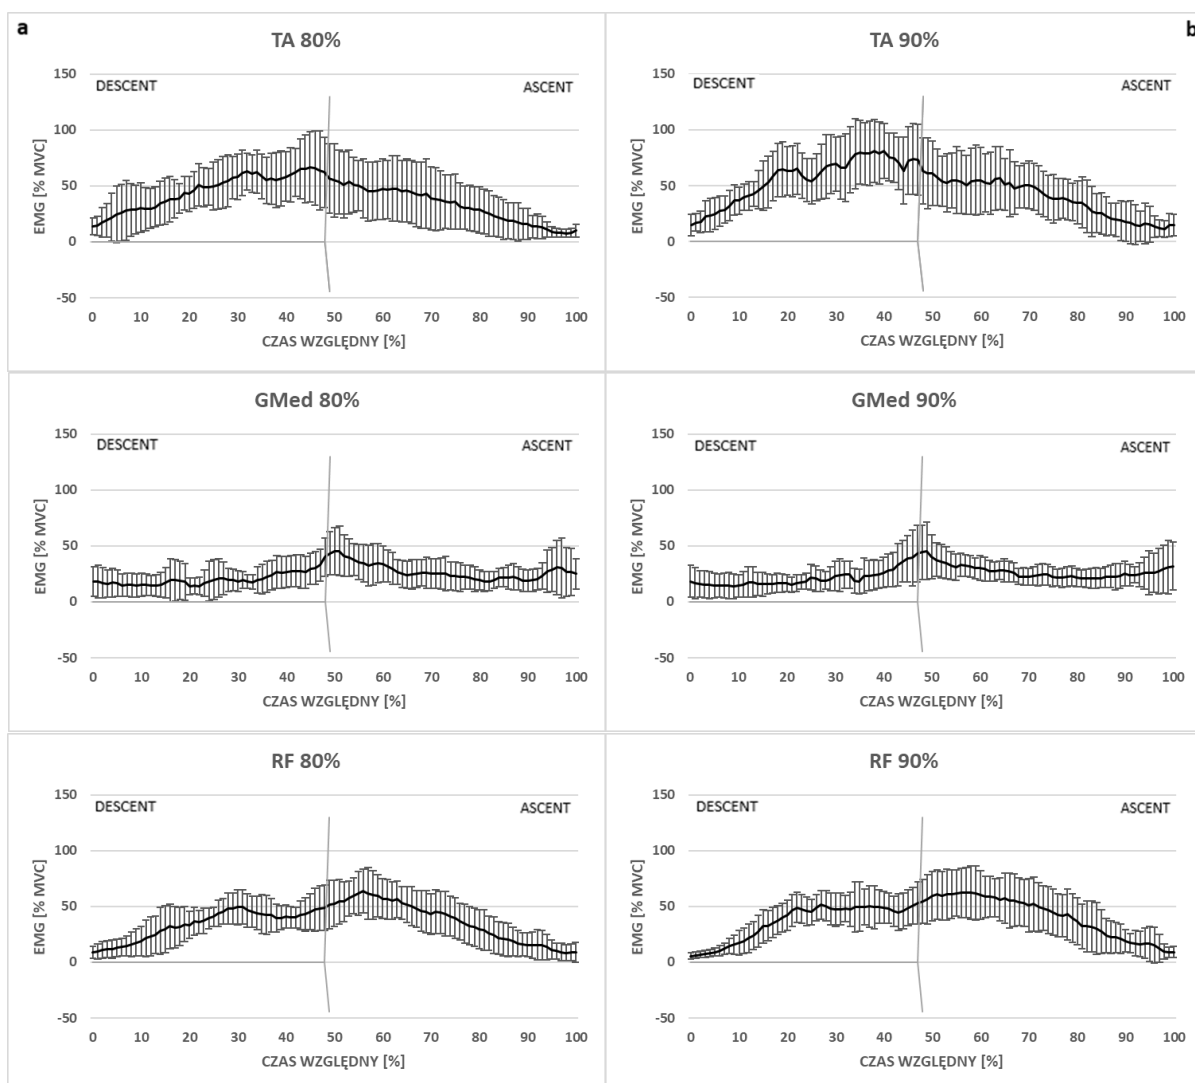 a
TA 80%
150
DESCENT
ASCENT
100
50
0
-50
EMG [% MVC]
0 10 20 30 40 50 60 70 80 90 100
CZAS WZGLĘDNY [%]
b
TA 90%
150
DESCENT
ASCENT
100
50
0
-50
EMG [% MVC]
0 10 20 30 40 50 60 70 80 90 100
CZAS WZGLĘDNY [%]
GMed 80%
150
DESCENT
ASCENT
100
50
0
-50
EMG [% MVC]
0 10 20 30 40 50 60 70 80 90 100
CZAS WZGLĘDNY [%]
GMed 90%
150
DESCENT
ASCENT
100
50
0
-50
EMG [% MVC]
0 10 20 30 40 50 60 70 80 90 100
CZAS WZGLĘDNY [%]
RF 80%
150
DESCENT
ASCENT
100
50
0
-50
EMG [% MVC]
0 10 20 30 40 50 60 70 80 90 100
CZAS WZGLĘDNY [%]
RF 90%
150
DESCENT
ASCENT
100
50
0
-50
EMG [% MVC]
0 10 20 30 40 50 60 70 80 90 100
CZAS WZGLĘDNY [%]